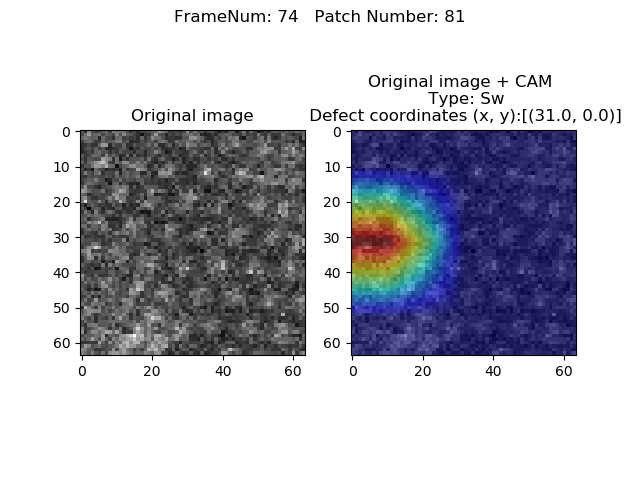 FrameNum: 74   Patch Number: 81
Original image
Original image + CAM
Type: Sw
Defect coordinates (x, y):[(31.0, 0.0)]
0
10
20
30
40
50
60
0 20 40 60
0
10
20
30
40
50
60
0 20 40 60